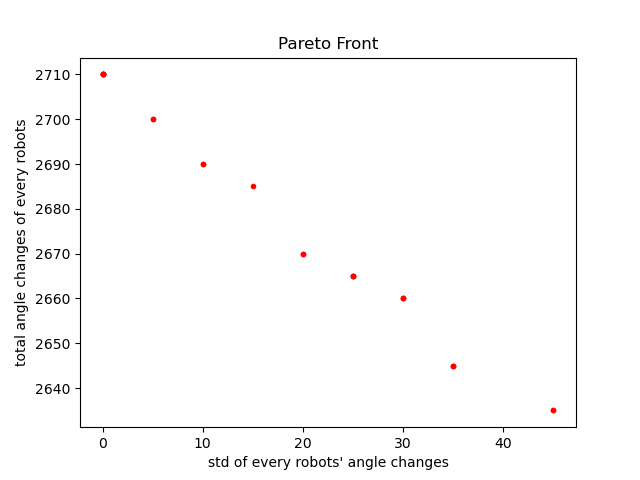 Pareto Front
total angle changes of every robots
2710
2700
2690
2680
2670
2660
2650
2640
0 10 20 30 40
std of every robots' angle changes